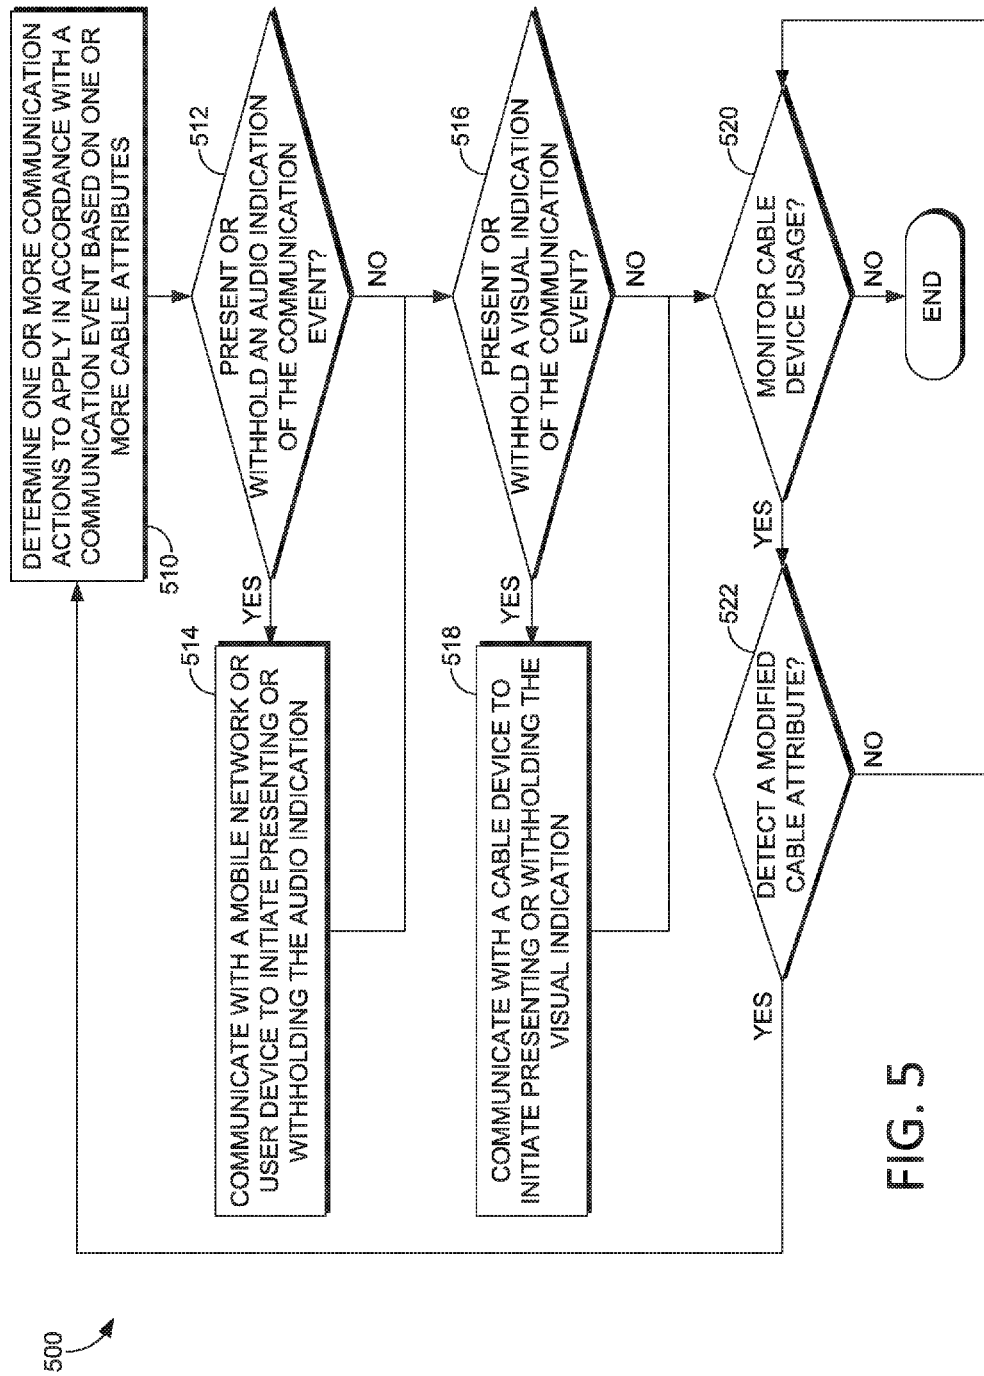 500
DETERMINE ONE OR MORE COMMUNICATION
ACTIONS TO APPLY IN ACCORDANCE WITH A
COMMUNICATION EVENT BASED ON ONE OR
MORE CABLE ATTRIBUTES
510
512
PRESENT OR
WITHHOLD AN AUDIO INDICATION
OF THE COMMUNICATION
EVENT?
YES
NO
514
COMMUNICATE WITH A MOBILE NETWORK OR
USER DEVICE TO INITIATE PRESENTING OR
WITHHOLDING THE AUDIO INDICATION
516
PRESENT OR
WITHHOLD A VISUAL INDICATION
OF THE COMMUNICATION
EVENT?
YES
NO
518
COMMUNICATE WITH A CABLE DEVICE TO
INITIATE PRESENTING OR WITHHOLDING THE
VISUAL INDICATION
520
MONITOR CABLE
DEVICE USAGE?
YES
NO
522
DETECT A MODIFIED
CABLE ATTRIBUTE?
YES
NO
END
FIG. 5